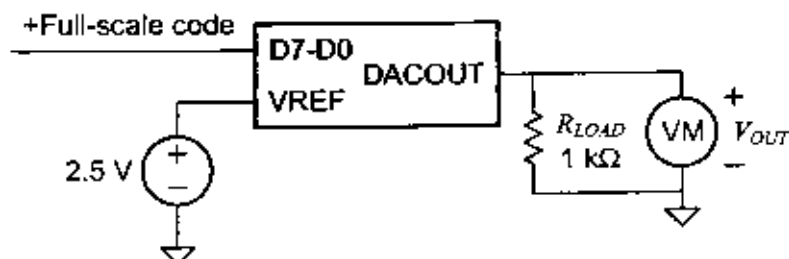 +Full-scale code
D7-D0
DACOUT
VREF
2.5 V
+
−
R_LOAD
1 kΩ
VM
+
V_OUT
−